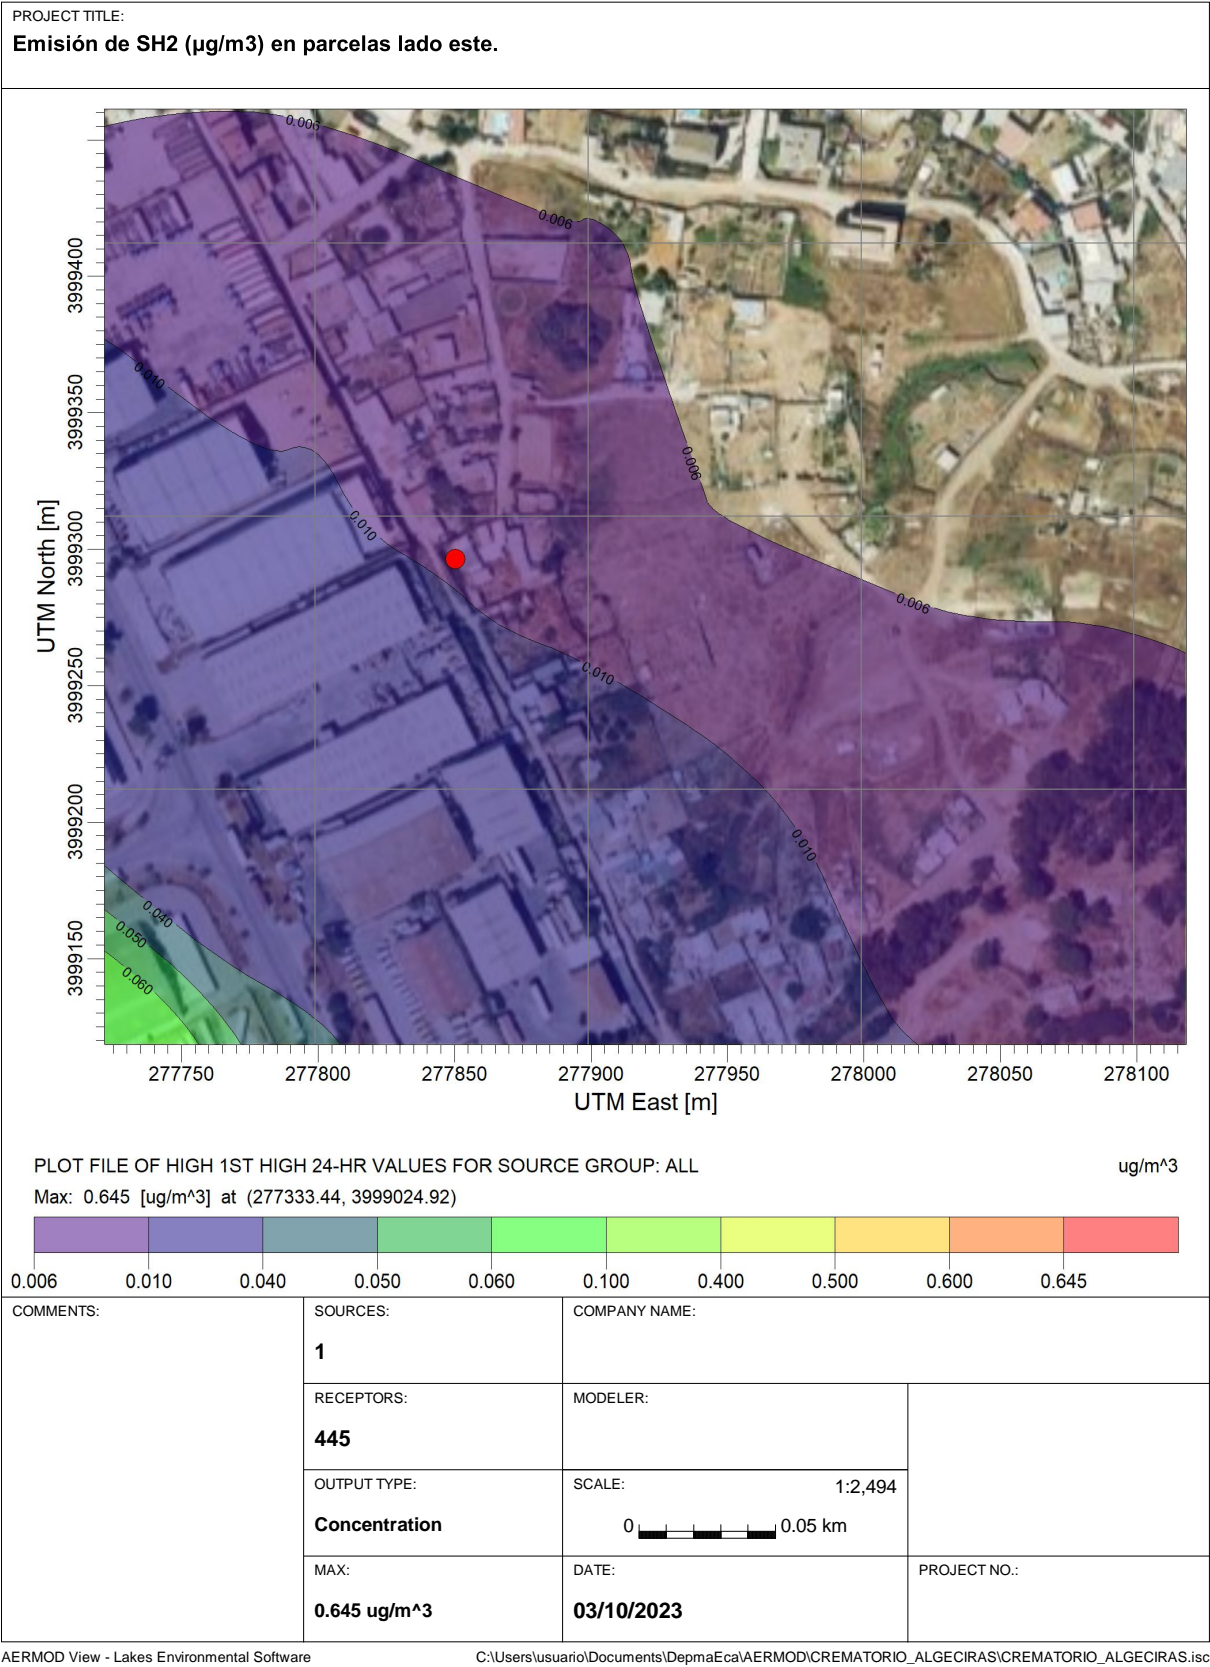 PROJECT TITLE:
Emisión de SH2 (µg/m3) en parcelas lado este.
0.006
0.006
0.006
0.006
0.010
0.010
0.010
0.010
0.040
0.050
0.060
UTM North [m]
3999400
3999350
3999300
3999250
3999200
3999150
277750 277800 277850 277900 277950 278000 278050 278100
UTM East [m]
PLOT FILE OF HIGH 1ST HIGH 24-HR VALUES FOR SOURCE GROUP: ALL ug/m^3
Max: 0.645 [ug/m^3] at (277333.44, 3999024.92)
0.006 0.010 0.040 0.050 0.060 0.100 0.400 0.500 0.600 0.645
COMMENTS:
SOURCES:
1
COMPANY NAME:
RECEPTORS:
445
MODELER:
OUTPUT TYPE:
Concentration
SCALE: 1:2,494
0 0.05 km
MAX:
0.645 ug/m^3
DATE:
03/10/2023
PROJECT NO.:
AERMOD View - Lakes Environmental Software C:\Users\usuario\Documents\DepmaEca\AERMOD\CREMATORIO_ALGECIRAS\CREMATORIO_ALGECIRAS.isc